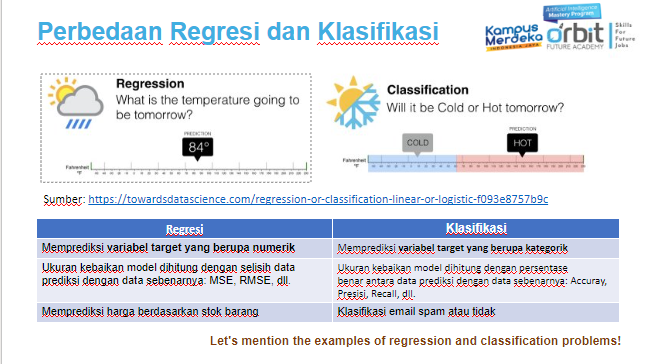 Perbedaan Regresi dan Klasifikasi
Artificial Intelligence
Mastery Program
Kampus
Merdeka
INDONESIA JAYA
orbit
FUTURE ACADEMY
Skills
For
Future
Jobs
Regression
What is the temperature going to
be tomorrow?
PREDICTION
84°
Fahrenheit
°F
Classification
Will it be Cold or Hot tomorrow?
PREDICTION
COLD
HOT
Fahrenheit
°F
Sumber: https://towardsdatascience.com/regression-or-classification-linear-or-logistic-f093e8757b9c
Regresi
Klasifikasi
Memprediksi variabel target yang berupa numerik
Memprediksi variabel target yang berupa kategorik
Ukuran kebaikan model dihitung dengan selisih data
prediksi dengan data sebenarnya: MSE, RMSE, dll.
Ukuran kebaikan model dihitung dengan persentase
benar antara data prediksi dengan data sebenarnya: Accuray,
Presisi, Recall, dll.
Memprediksi harga berdasarkan stok barang
Klasifikasi email spam atau tidak
Let's mention the examples of regression and classification problems!